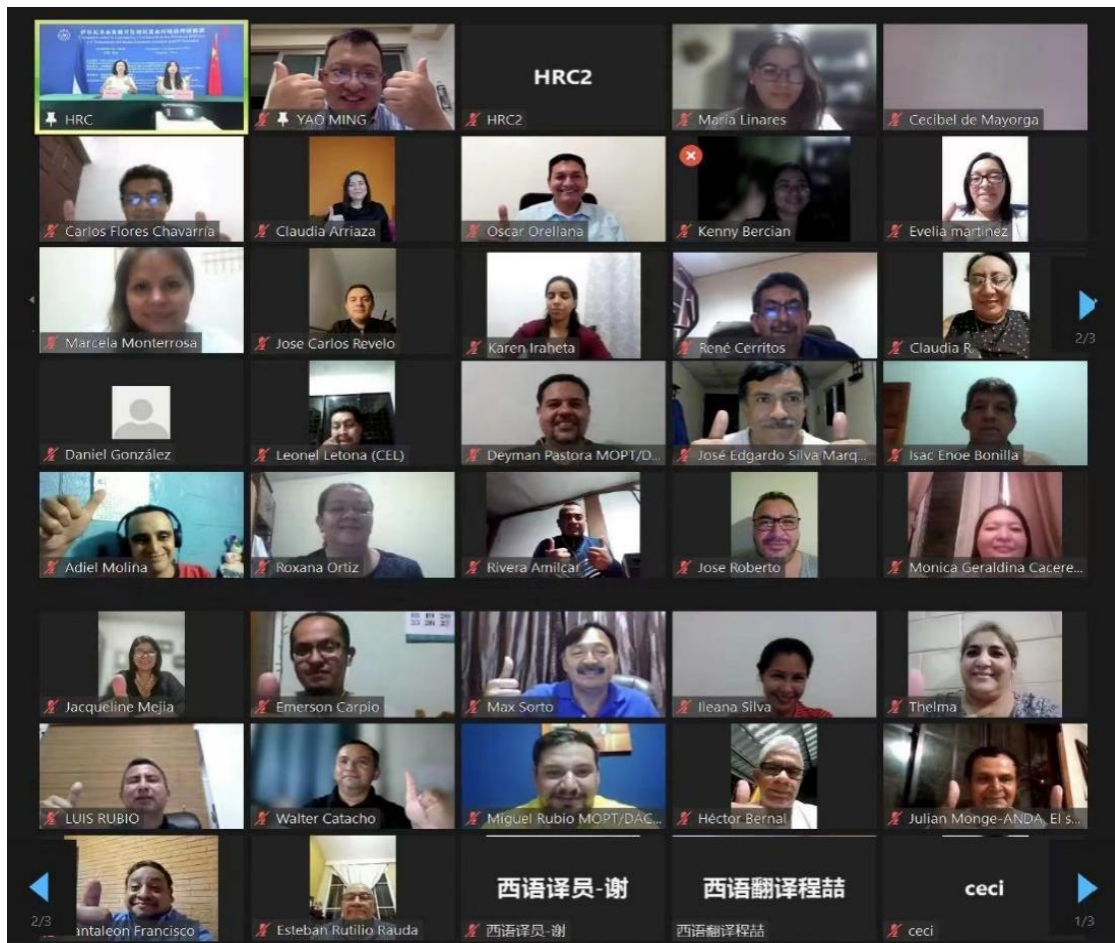 HRC
YAO MING
HRC2
HRC2
Maria Linares
Cecibel de Mayorga
Carlos Flores Chavarría
Claudia Arriaza
Oscar Orellana
Kenny Bercian
Evelia martinez
Marcela Monterrosa
Jose Carlos Revelo
Karen Iraheta
René Cerritos
Claudia R.
2/3
Daniel González
Leonel Letona (CEL)
Deyman Pastora MOPT/D...
José Edgardo Silva Marq...
Isac Enoe Bonilla
Adiel Molina
Roxana Ortiz
Rivera Amilcar
Jose Roberto
Monica Geraldina Cacere...
Jacqueline Mejia
Emerson Carpio
Max Sorto
Ileana Silva
Thelma
LUIS RUBIO
Walter Catacho
Miguel Rubio MOPT/DAC...
Héctor Bernal
Julian Monge-ANDA, El s...
2/3
antaleon Francisco
Esteban Rutilio Rauda
西语译员-谢
西语译员-谢
西语翻译程喆
西语翻译程喆
ceci
ceci
1/3